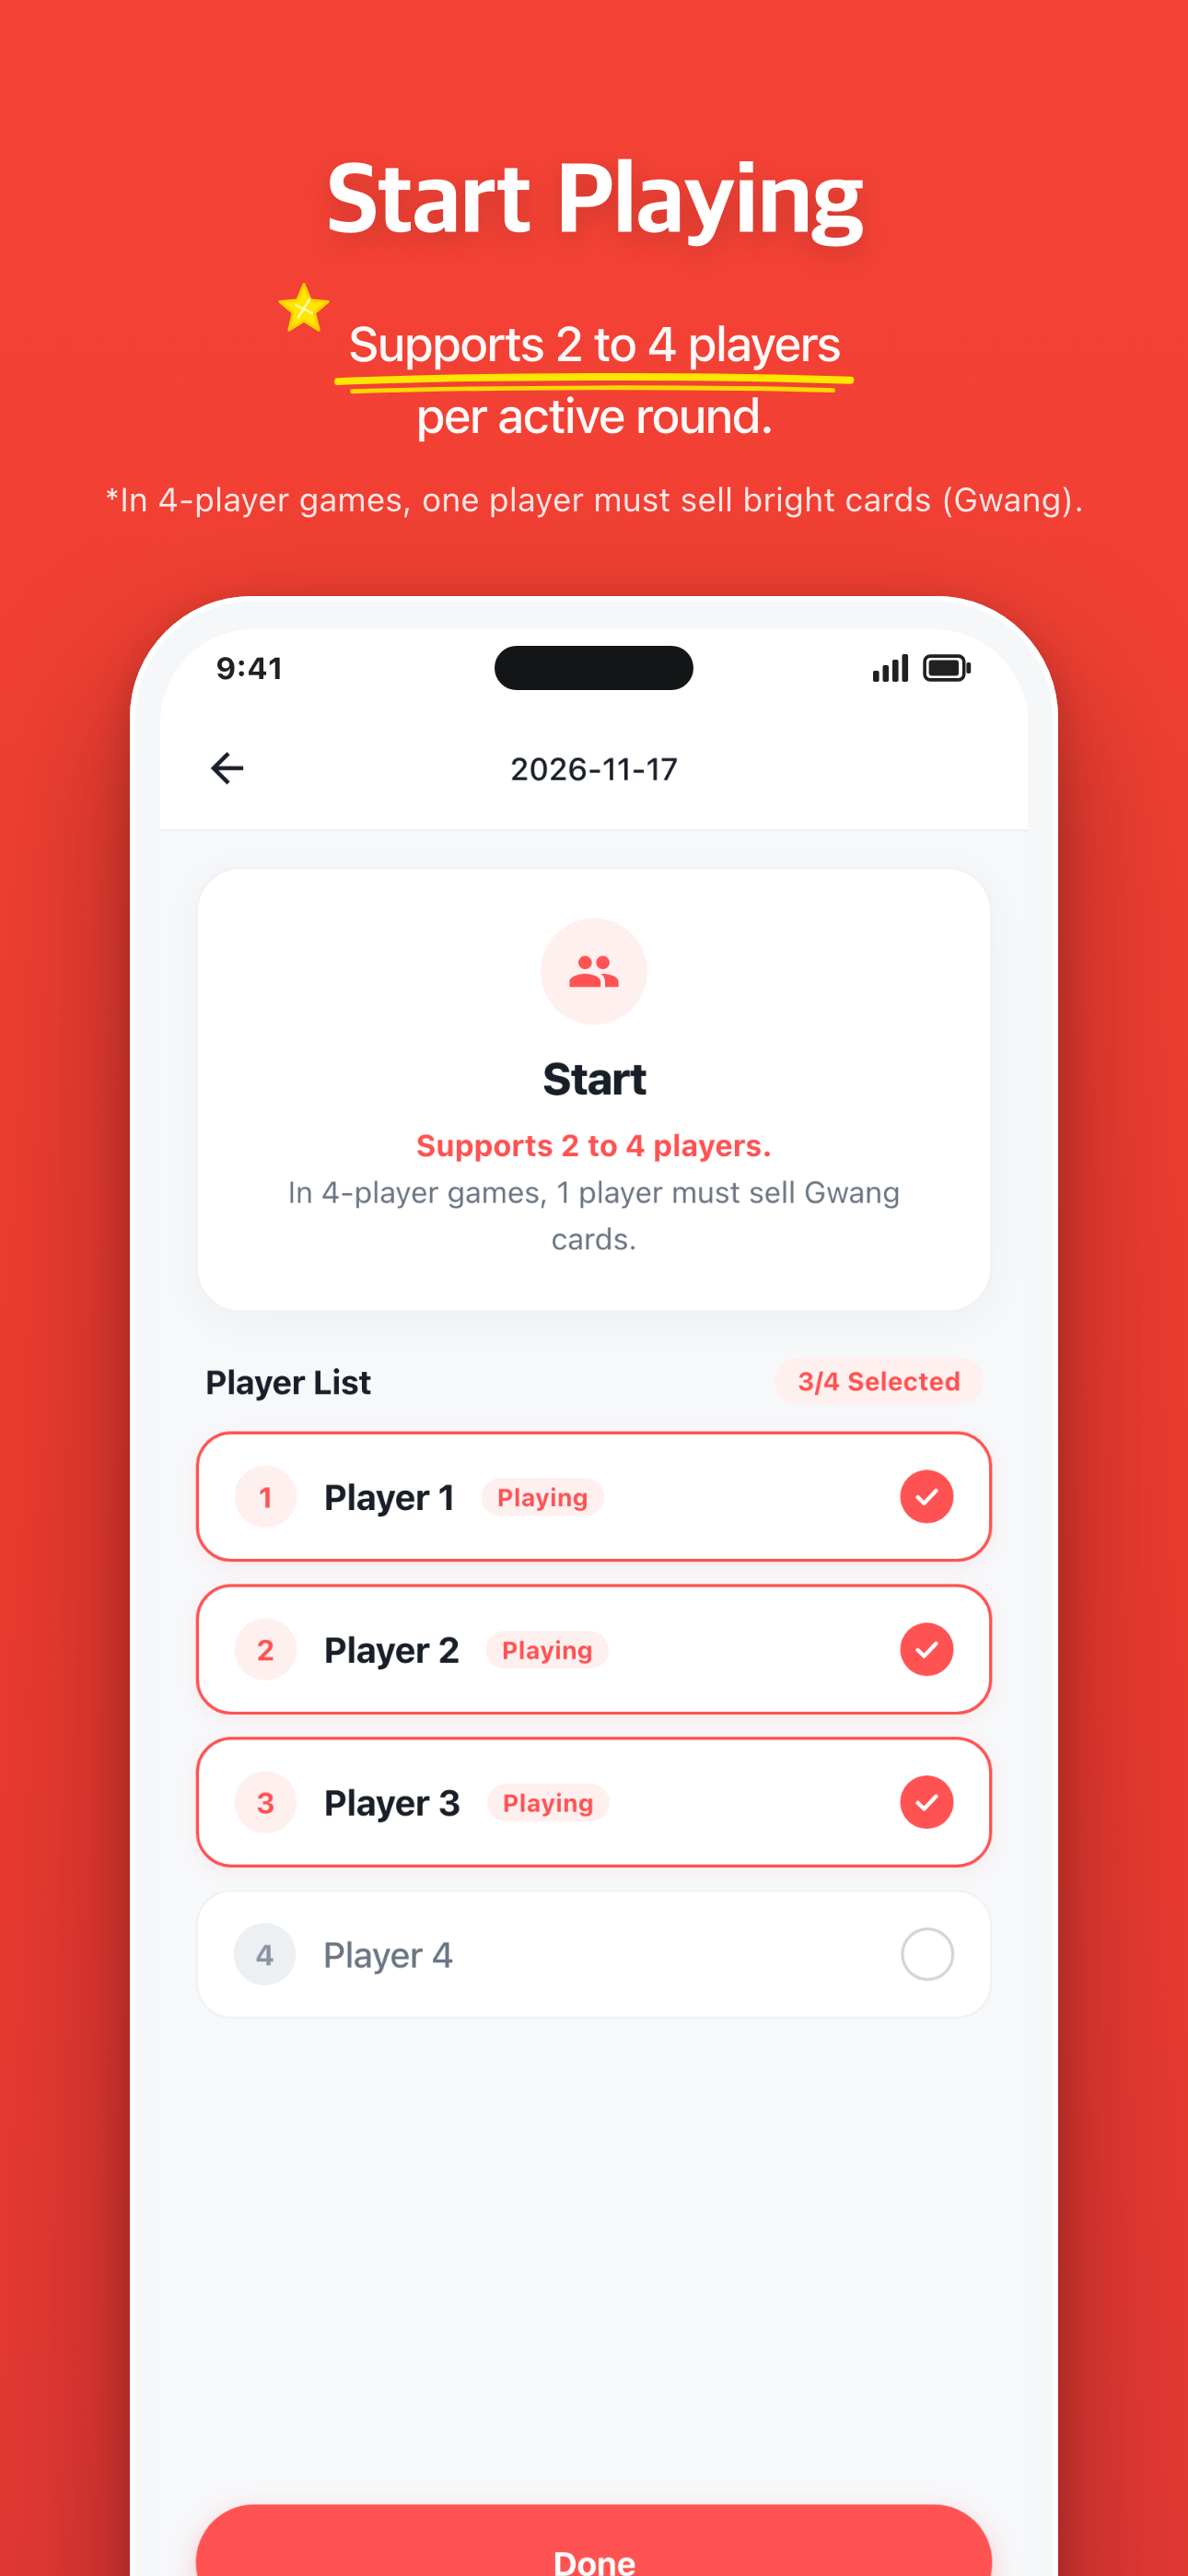 Start Playing
Supports 2 to 4 players
per active round.
*In 4-player games, one player must sell bright cards (Gwang).
9:41
2026-11-17
Start
Supports 2 to 4 players.
In 4-player games, 1 player must sell Gwang
cards.
Player List
3/4 Selected
1 Player 1 Playing
2 Player 2 Playing
3 Player 3 Playing
4 Player 4
Done